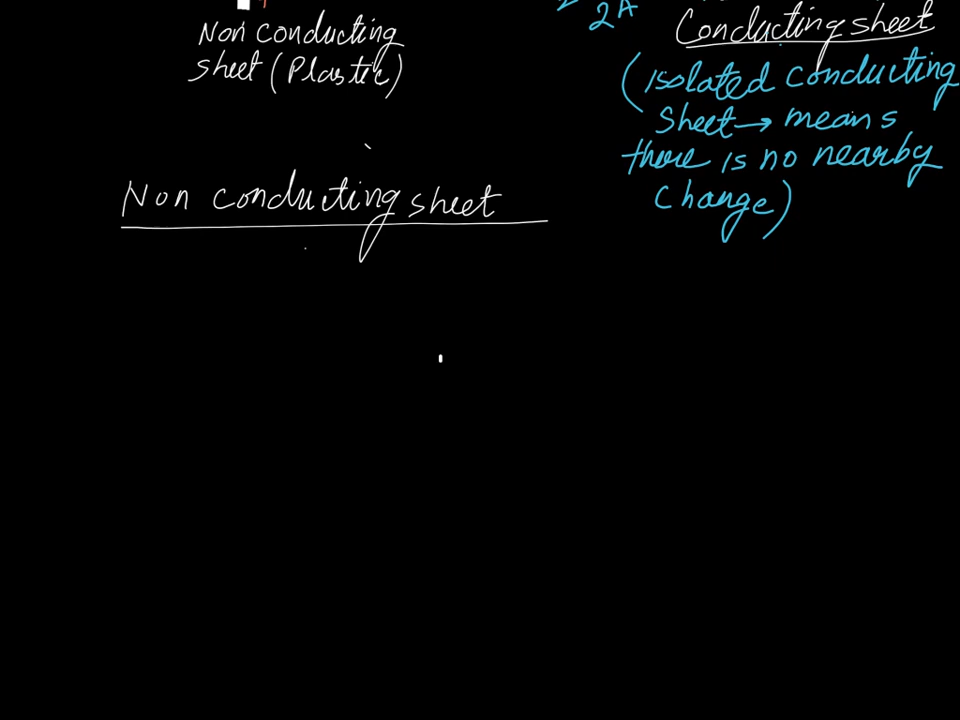 Non conducting
sheet (Plastic)
2A
Conducting sheet
(isolated conducting
sheet → means
there is no nearby
change)
Non conducting sheet